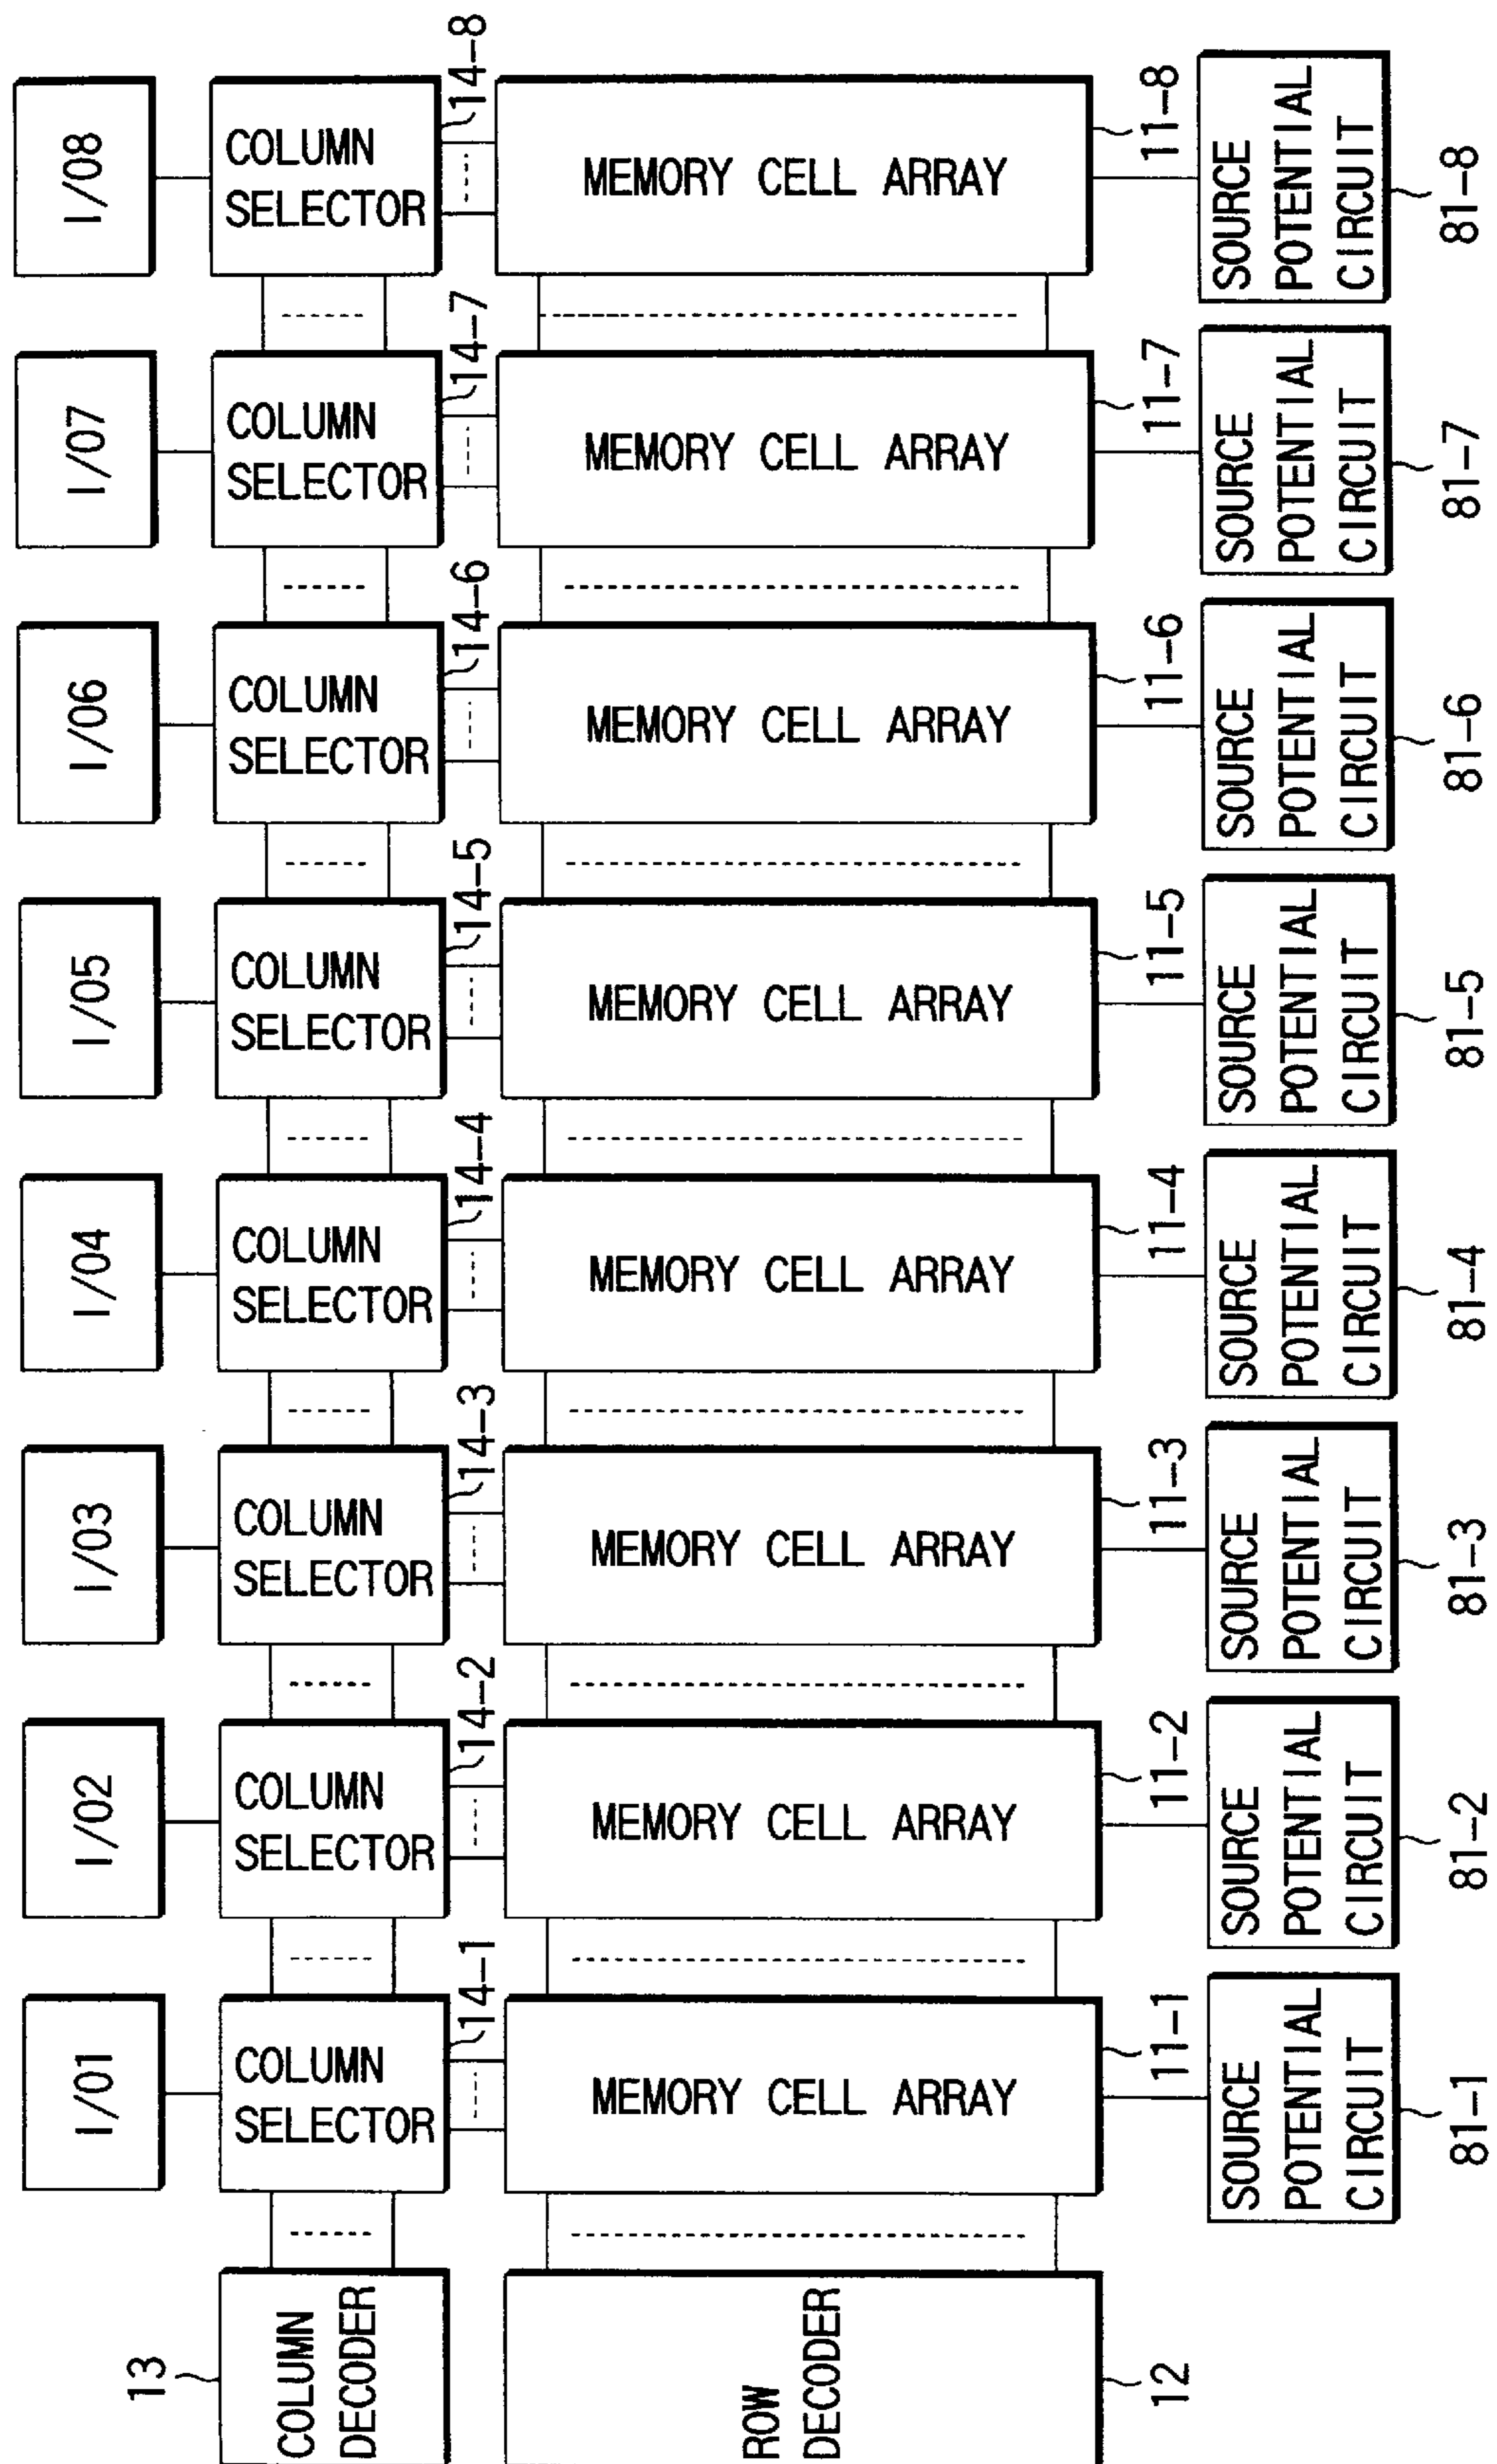 I/01
I/02
I/03
I/04
I/05
I/06
I/07
I/08
13
COLUMN
DECODER
COLUMN
SELECTOR
COLUMN
SELECTOR
COLUMN
SELECTOR
COLUMN
SELECTOR
COLUMN
SELECTOR
COLUMN
SELECTOR
COLUMN
SELECTOR
COLUMN
SELECTOR
14-1
14-2
14-3
14-4
14-5
14-6
14-7
14-8
ROW
DECODER
MEMORY CELL ARRAY
MEMORY CELL ARRAY
MEMORY CELL ARRAY
MEMORY CELL ARRAY
MEMORY CELL ARRAY
MEMORY CELL ARRAY
MEMORY CELL ARRAY
MEMORY CELL ARRAY
12
11-1
11-2
11-3
11-4
11-5
11-6
11-7
11-8
SOURCE
POTENTIAL
CIRCUIT
SOURCE
POTENTIAL
CIRCUIT
SOURCE
POTENTIAL
CIRCUIT
SOURCE
POTENTIAL
CIRCUIT
SOURCE
POTENTIAL
CIRCUIT
SOURCE
POTENTIAL
CIRCUIT
SOURCE
POTENTIAL
CIRCUIT
SOURCE
POTENTIAL
CIRCUIT
81-1
81-2
81-3
81-4
81-5
81-6
81-7
81-8